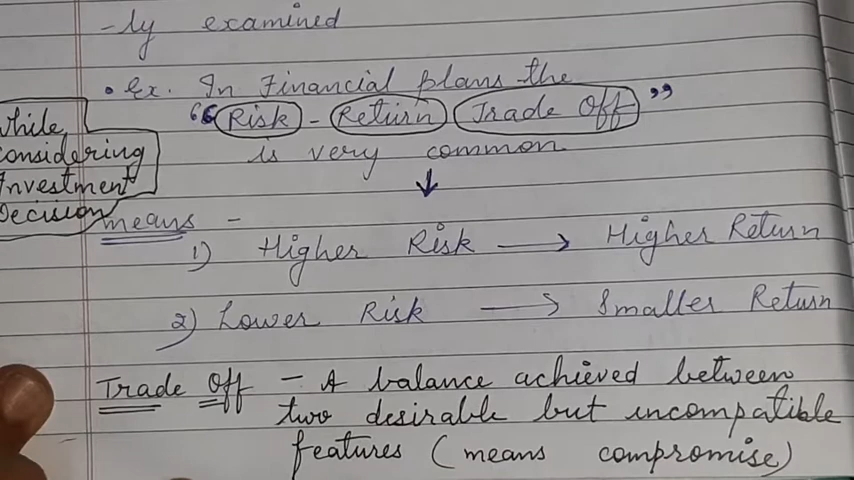 -ly examined
• Ex. In Financial plans the
"Risk - Return Trade Off"
is very common
While
Considering
Investment
Decision
means -
1) Higher Risk → Higher Return
2) Lower Risk → Smaller Return
Trade Off - A balance achieved between
two desirable but incompatible
features (means compromise)